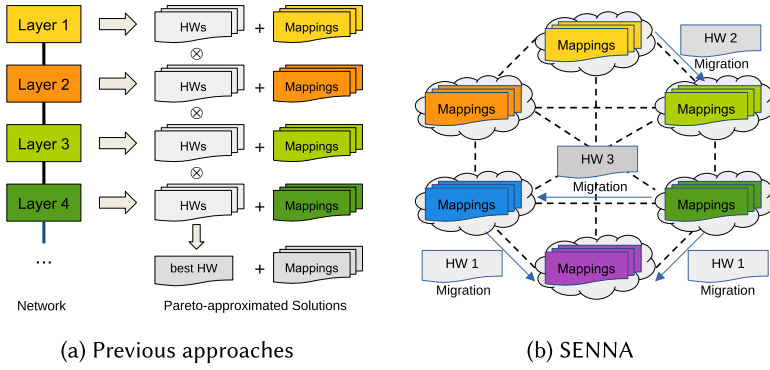 Layer 1
HWs
+
Mappings
⊗
Layer 2
HWs
+
Mappings
⊗
Layer 3
HWs
+
Mappings
⊗
Layer 4
HWs
+
Mappings
...
best HW
+
Mappings
Network
Pareto-approximated Solutions
(a) Previous approaches
Mappings
HW 2
Migration
Mappings
Mappings
HW 3
Migration
Mappings
Mappings
HW 1
Migration
Mappings
HW 1
Migration
(b) SENNA